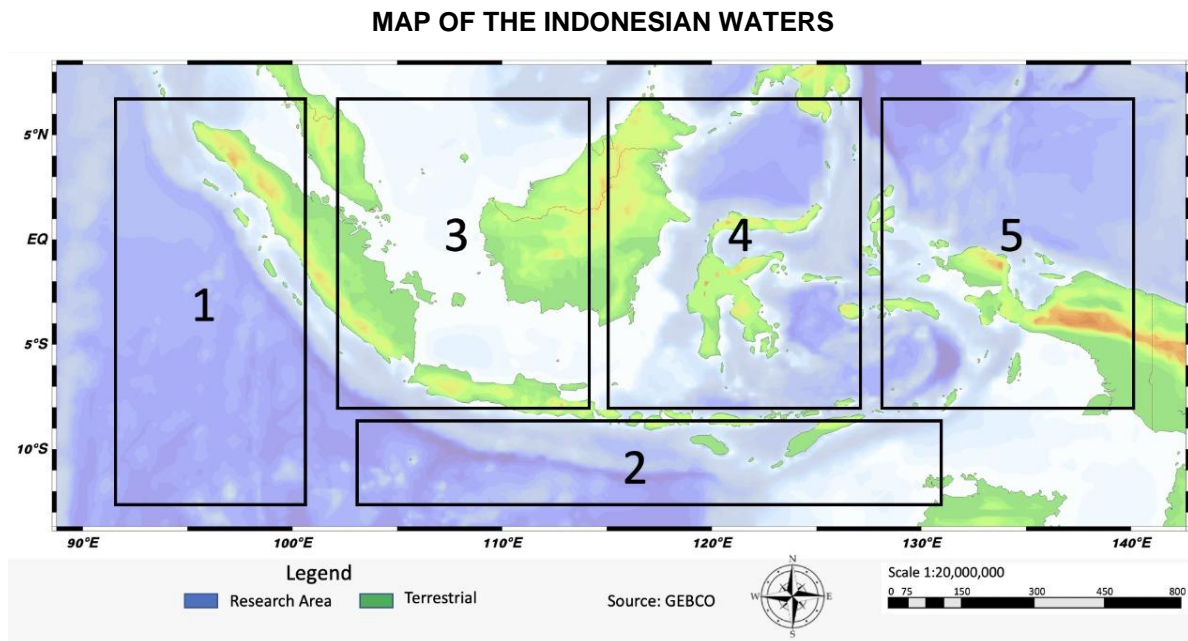 MAP OF THE INDONESIAN WATERS
5°N
EQ
5°S
10°S
1
2
3
4
5
90°E 100°E 110°E 120°E 130°E 140°E
Legend
Research Area Terrestrial
Source: GEBCO
N
W E
S
Scale 1:20,000,000
0 75 150 300 450 800